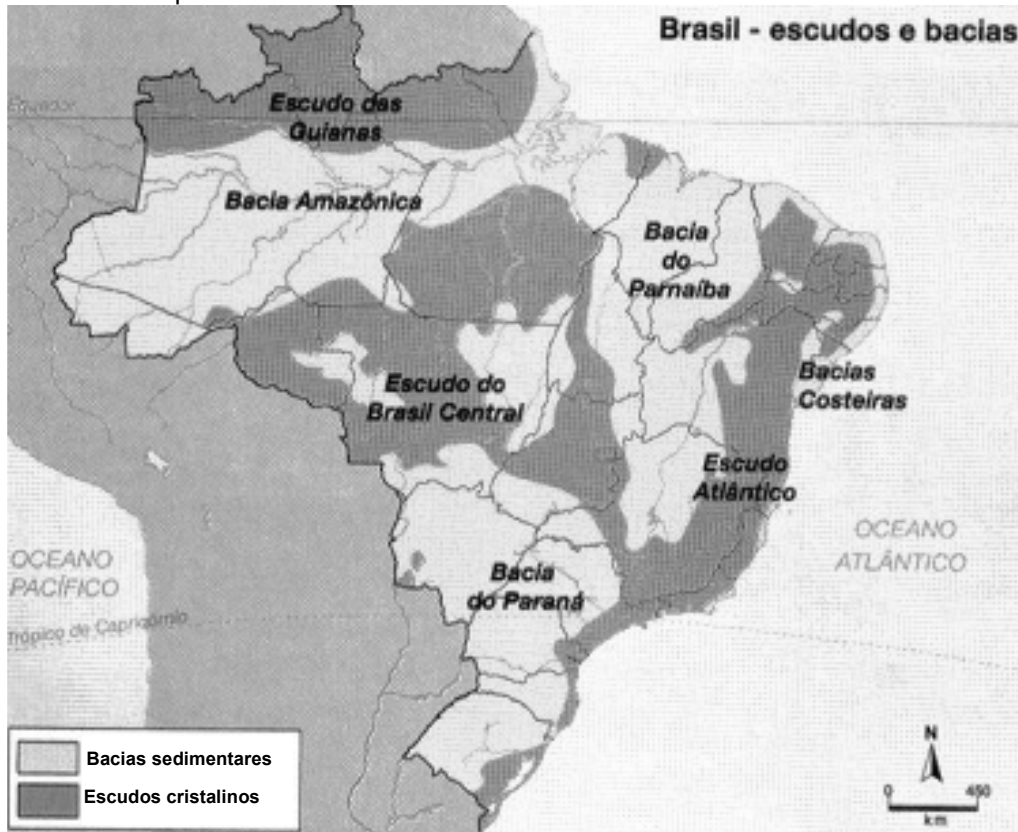 Brasil - escudos e bacias
Equador
Escudo das
Guianas
Bacia Amazônica
Bacia
do
Parnaíba
Escudo do
Brasil Central
Bacias
Costeiras
Escudo
Atlântico
OCEANO
PACÍFICO
OCEANO
ATLÂNTICO
Bacia
do Paraná
Trópico de Capricórnio
Bacias sedimentares
Escudos cristalinos
N
0 450
km